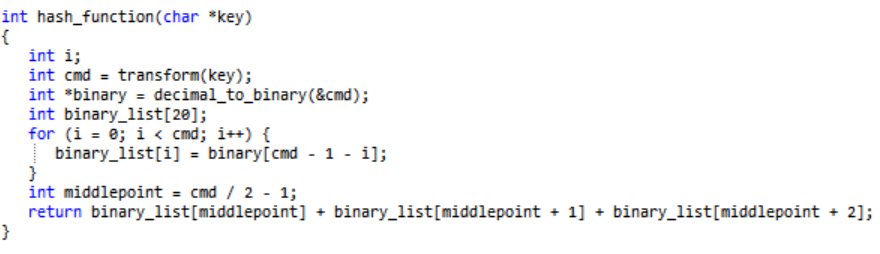 int hash_function(char *key)
{
    int i;
    int cmd = transform(key);
    int *binary = decimal_to_binary(&cmd);
    int binary_list[20];
    for (i = 0; i < cmd; i++) {
        binary_list[i] = binary[cmd - 1 - i];
    }
    int middlepoint = cmd / 2 - 1;
    return binary_list[middlepoint] + binary_list[middlepoint + 1] + binary_list[middlepoint + 2];
}